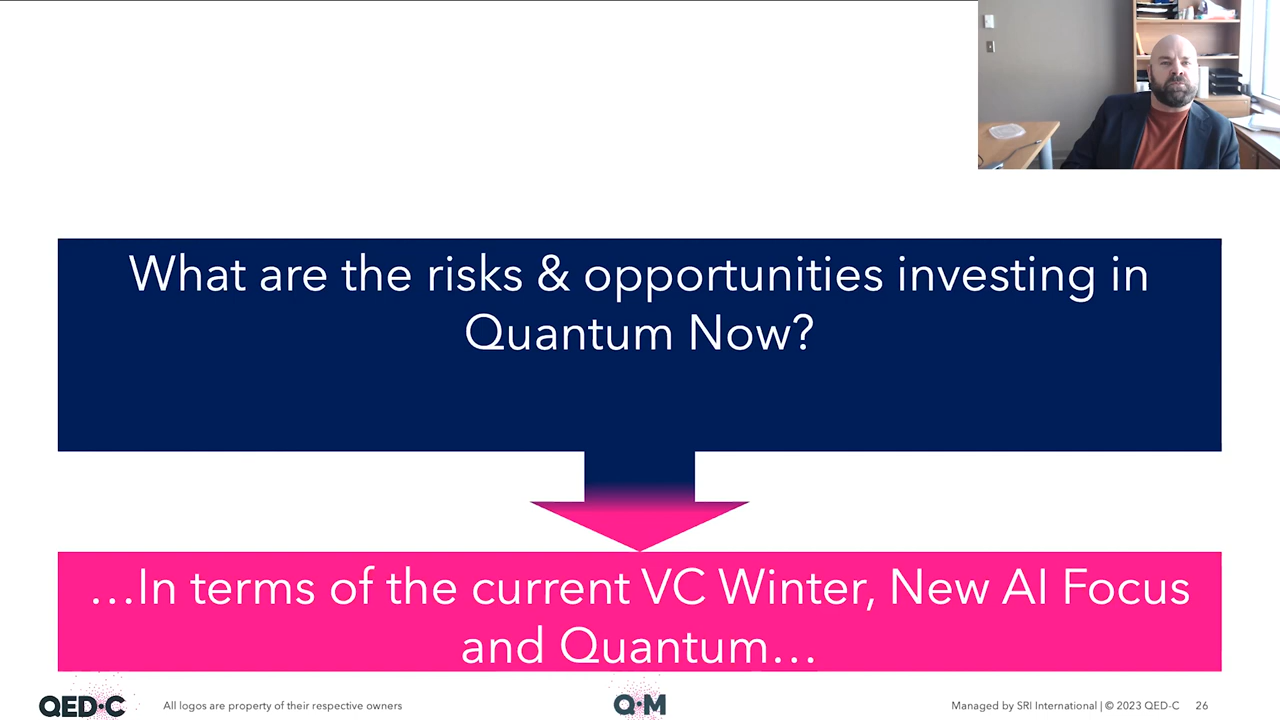 What are the risks & opportunities investing in
Quantum Now?
...In terms of the current VC Winter, New AI Focus
and Quantum...
QED·C
All logos are property of their respective owners
Q·M
Managed by SRI International | © 2023 QED-C
26